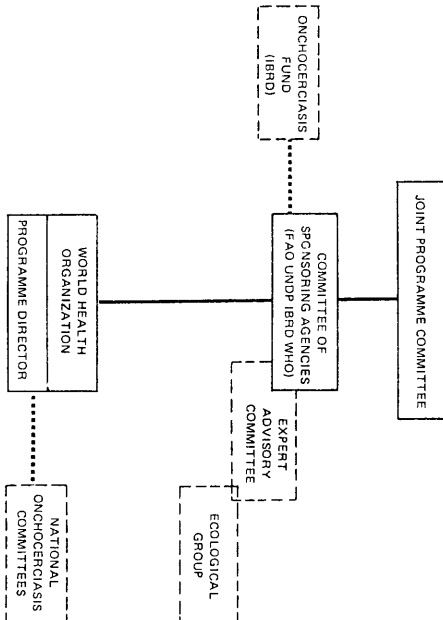 JOINT PROGRAMME COMMITTEE
ONCHOCERCIASIS
FUND
(IBRD)
COMMITTEE OF
SPONSORING AGENCIES
(FAO UNDP IBRD WHO)
EXPERT
ADVISORY
COMMITTEE
ECOLOGICAL
GROUP
WORLD HEALTH
ORGANIZATION
PROGRAMME DIRECTOR
NATIONAL
ONCHOCERCIASIS
COMMITTEES